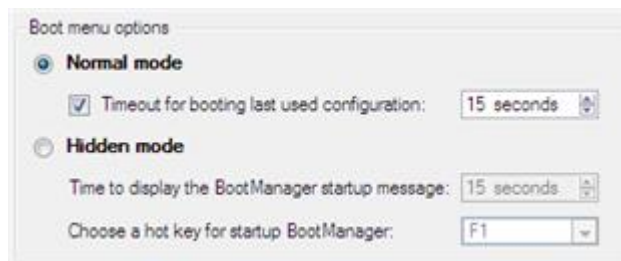 Boot menu options
Normal mode
Timeout for booting last used configuration: 15 seconds
Hidden mode
Time to display the BootManager startup message: 15 seconds
Choose a hot key for startup BootManager: F1